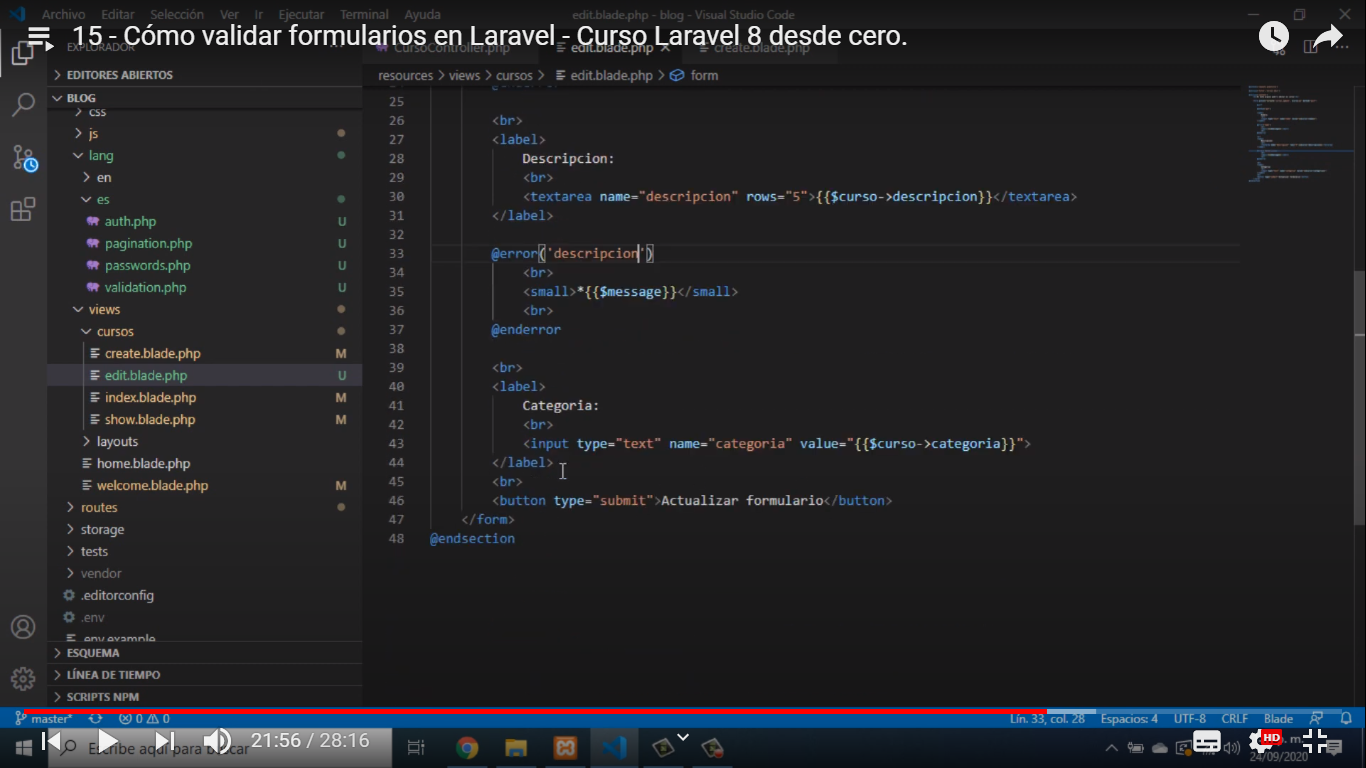 Archivo Editar Selección Ver Ir Ejecutar Terminal Ayuda
edit.blade.php - blog - Visual Studio Code
15 - Cómo validar formularios en Laravel - Curso Laravel 8 desde cero.
EXPLORADOR
CursoController.php
edit.blade.php
create.blade.php
EDITORES ABIERTOS
resources > views > cursos > edit.blade.php > form
BLOG
css
js
lang
en
es
auth.php U
pagination.php U
passwords.php U
validation.php U
views
cursos
create.blade.php M
edit.blade.php U
index.blade.php M
show.blade.php M
layouts
home.blade.php
welcome.blade.php M
routes
storage
tests
vendor
.editorconfig
.env
.env.example
ESQUEMA
LÍNEA DE TIEMPO
SCRIPTS NPM
@enderror
25
26 <br>
27 <label>
28 Descripcion:
29 <br>
30 <textarea name="descripcion" rows="5">{{$curso->descripcion}}</textarea>
31 </label>
32
33 @error('descripcion')
34 <br>
35 <small>*{{$message}}</small>
36 <br>
37 @enderror
38
39 <br>
40 <label>
41 Categoria:
42 <br>
43 <input type="text" name="categoria" value="{{$curso->categoria}}">
44 </label>
45 <br>
46 <button type="submit">Actualizar formulario</button>
47 </form>
48 @endsection
master* 0 0
Lín. 33, col. 28 Espacios: 4 UTF-8 CRLF Blade
Escribe aquí para buscar
21:56 / 28:16
HD
24/09/2020